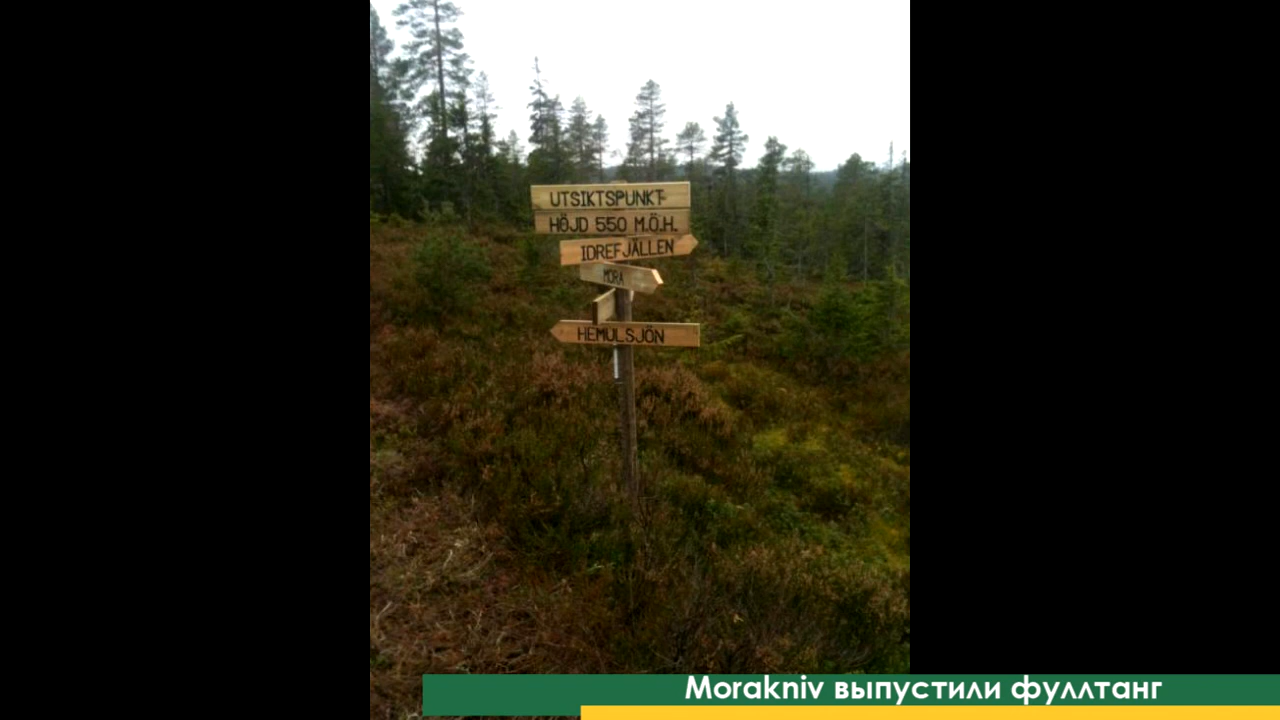 UTSIKTSPUNKT
HÖJD 550 M.Ö.H.
IDREFJÄLLEN
MORA
HEMULSJÖN
Morakniv выпустили фуллтанг